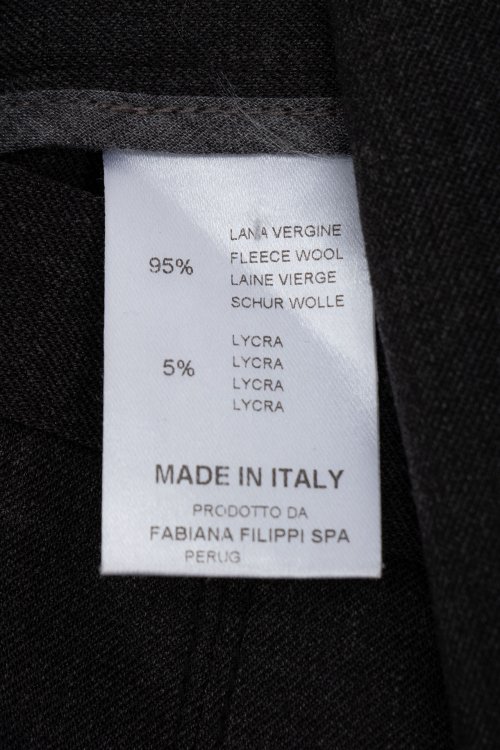 95%
LANA VERGINE
FLEECE WOOL
LAINE VIERGE
SCHUR WOLLE
5%
LYCRA
LYCRA
LYCRA
LYCRA
MADE IN ITALY
PRODOTTO DA
FABIANA FILIPPI SPA
PERUG